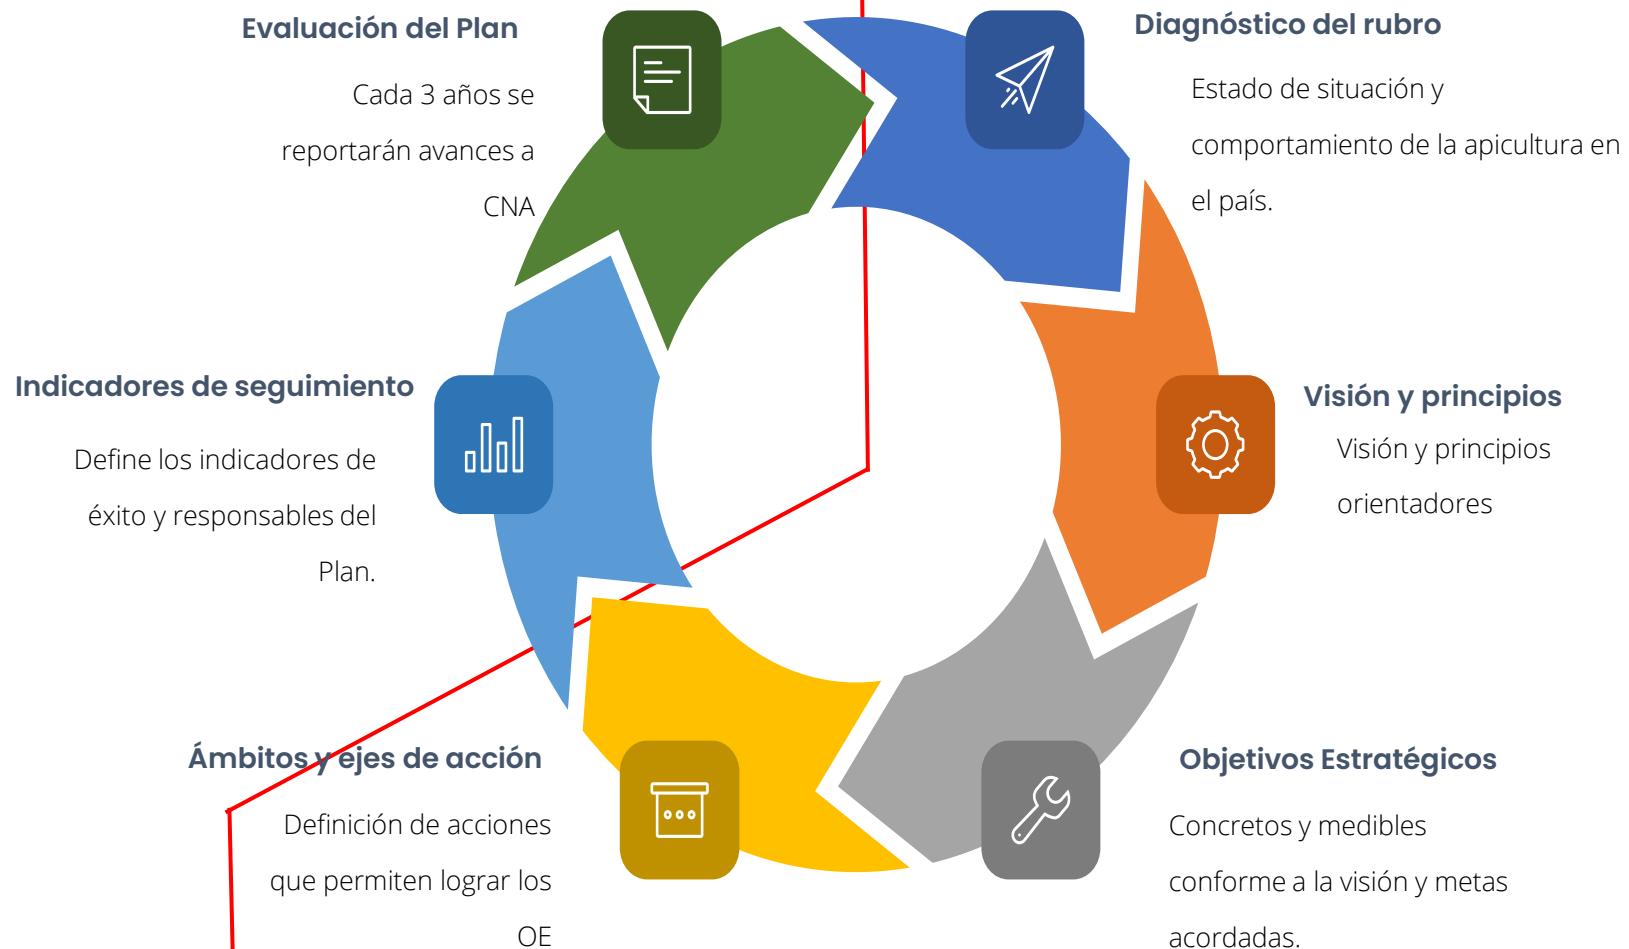 Evaluación del Plan
Cada 3 años se
reportarán avances a
CNA
Diagnóstico del rubro
Estado de situación y
comportamiento de la apicultura en
el país.
Indicadores de seguimiento
Define los indicadores de
éxito y responsables del
Plan.
Visión y principios
Visión y principios
orientadores
Ámbitos y ejes de acción
Definición de acciones
que permiten lograr los
OE
Objetivos Estratégicos
Concretos y medibles
conforme a la visión y metas
acordadas.